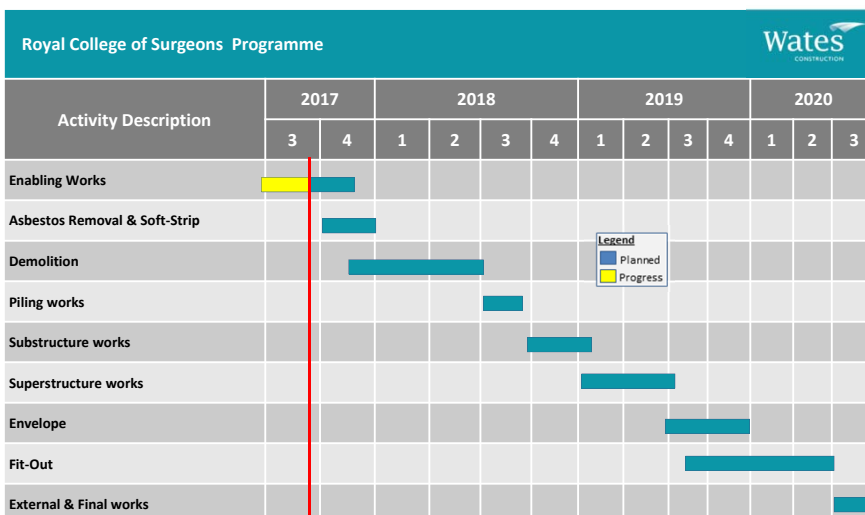 Royal College of Surgeons Programme
Wates
CONSTRUCTION
Activity Description
2017 2018 2019 2020
3 4 1 2 3 4 1 2 3 4 1 2 3
Enabling Works
Asbestos Removal & Soft-Strip
Demolition
Legend
Planned
Progress
Piling works
Substructure works
Superstructure works
Envelope
Fit-Out
External & Final works